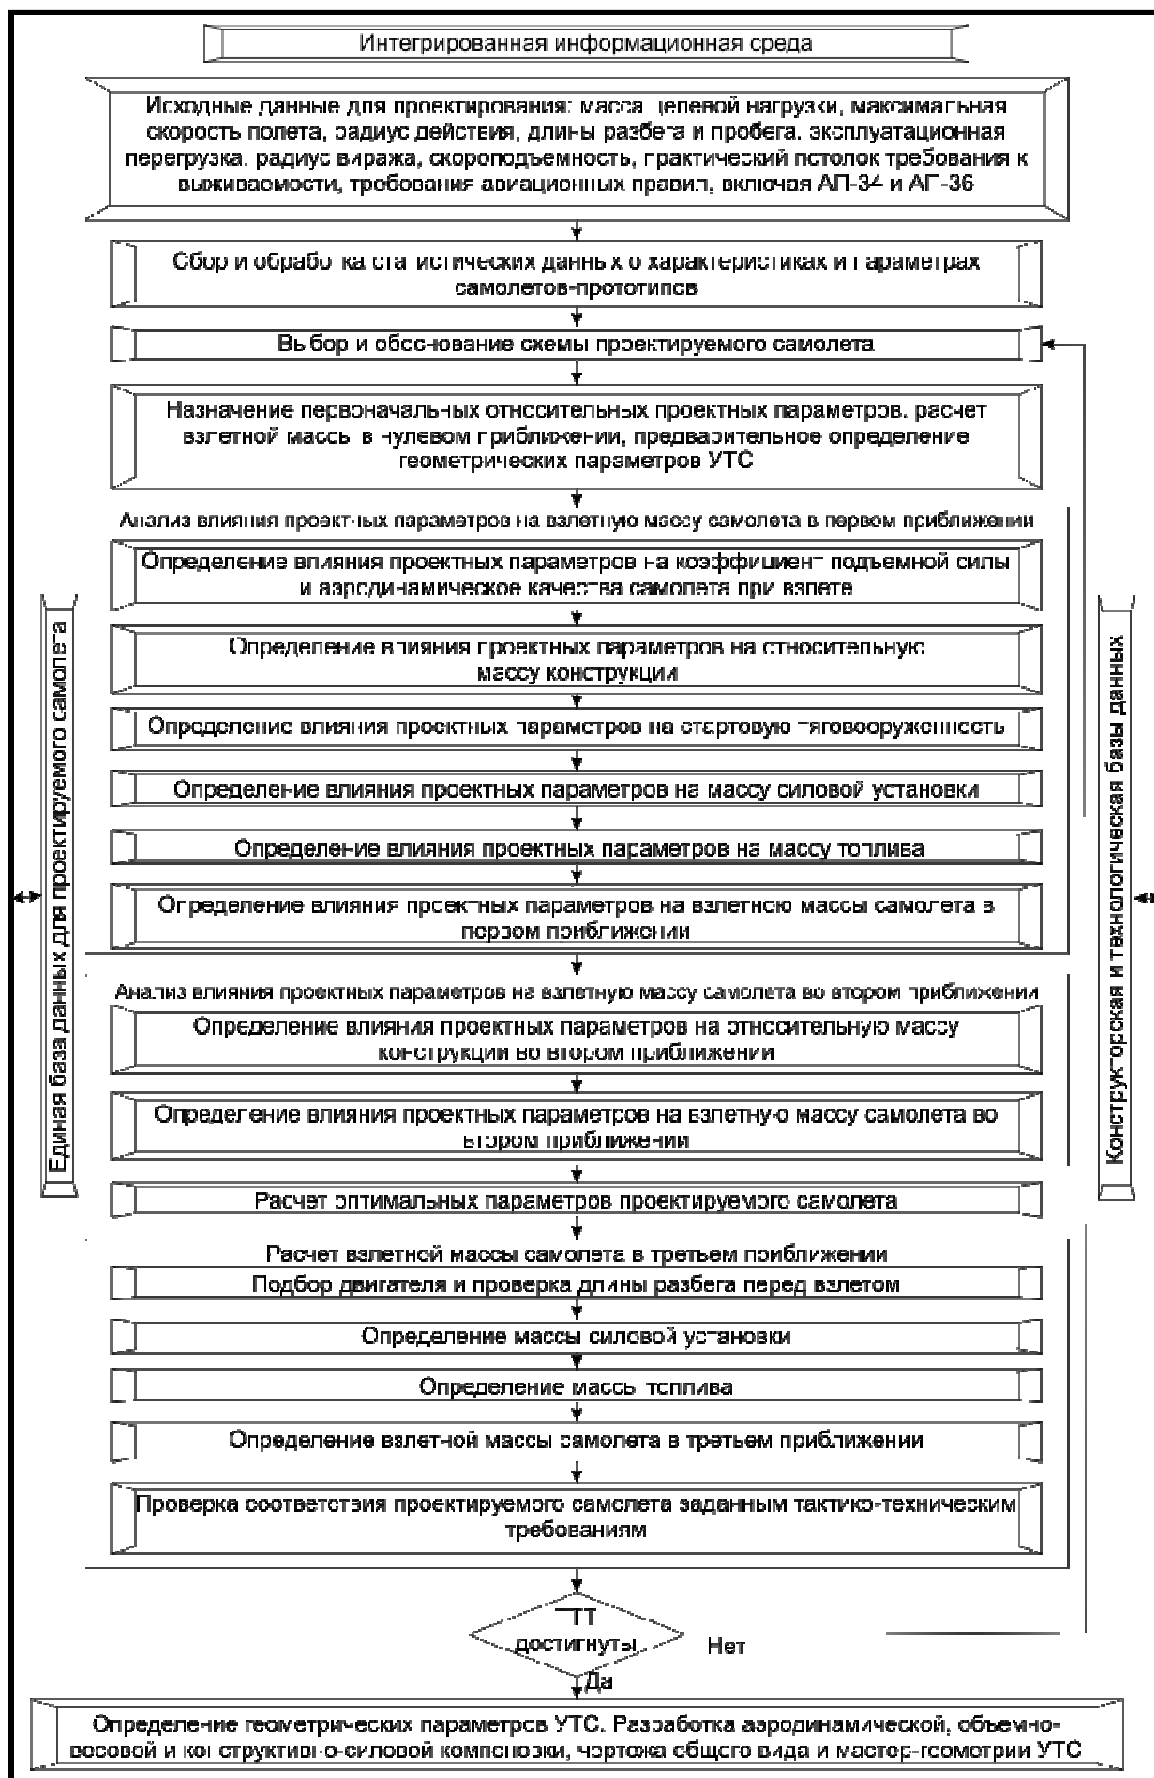 Интегрированная информационная среда
Исходные данные для проектирования: масса целевой нагрузки, максимальная
скорость полета, радиус действия, длины разбега и пробега, эксплуатационная
перегрузка, радиус виража, скороподъемность, практический потолок требования к
выживаемости, требования авиационных правил, включая АП-34 и АП-36
Сбор и обработка статистических данных о характеристиках и параметрах
самолетов-прототипов
Выбор и обоснование схемы проектируемого самолета
Назначение первоначальных относительных проектных параметров, расчет
взлетной массы в нулевом приближении, предварительное определение
геометрических параметров УТС
Анализ влияния проектных параметров на взлетную массу самолета в первом приближении
Определение влияния проектных параметров на коэффициент подъемной силы
и аэродинамическое качества самолета при взлете
Определение влияния проектных параметров на относительную
массу конструкции
Определение влияния проектных параметров на стартовую тяговооруженность
Определение влияния проектных параметров на массу силовой установки
Определение влияния проектных параметров на массу топлива
Определение влияния проектных параметров на взлетную массы самолета в
первом приближении
Анализ влияния проектных параметров на взлетную массу самолета во втором приближении
Определение влияния проектных параметров на относительную массу
конструкции во втором приближении
Определение влияния проектных параметров на взлетную массу самолета во
втором приближении
Расчет оптимальных параметров проектируемого самолета
Расчет взлетной массы самолета в третьем приближении
Подбор двигателя и проверка длины разбега перед взлетом
Определение массы силовой установки
Определение массы топлива
Определение взлетной массы самолета в третьем приближении
Проверка соответствия проектируемого самолета заданным тактико-техническим
требованиям
ТТТ
достигнуты
Нет
Да
Определение геометрических параметров УТС. Разработка аэродинамической, объемно-
весовой и конструктивно-силовой компоновки, чертежа общего вида и мастер-геометрии УТС
Единая база данных для проектируемого самолета
Конструкторская и технологическая базы данных